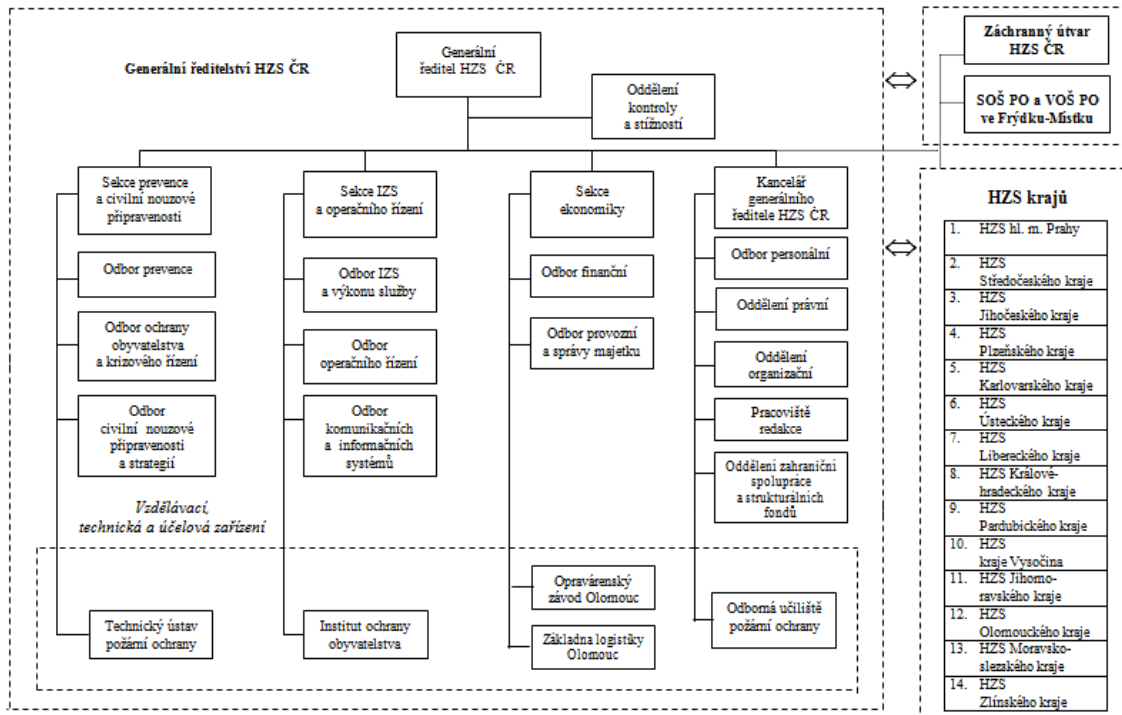 Generální ředitelství HZS ČR
Generální
ředitel HZS ČR
Oddělení
kontroly
a stížností
Záchranný útvar
HZS ČR
SOŠ PO a VOŠ PO
ve Frýdku-Místku
Sekce prevence
a civilní nouzové
připravenosti
Odbor prevence
Odbor ochrany
obyvatelstva
a krizového řízení
Odbor
civilní nouzové
připravenosti
a strategií
Sekce IZS
a operačního řízení
Odbor IZS
a výkonu služby
Odbor
operačního řízení
Odbor
komunikačních
a informačních
systémů
Sekce
ekonomiky
Odbor finanční
Odbor provozní
a správy majetku
Kancelář
generálního
ředitele HZS ČR
Odbor personální
Oddělení právní
Oddělení
organizační
Pracoviště
redakce
Oddělení zahraniční
spolupráce
a strukturálních
fondů
Vzdělávací,
technická a účelová zařízení
Technický ústav
požární ochrany
Institut ochrany
obyvatelstva
Opravárenský
závod Olomouc
Základna logistiky
Olomouc
Odborná učiliště
požární ochrany
HZS krajů
1. HZS hl. m. Prahy
2. HZS
Středočeského kraje
3. HZS
Jihočeského kraje
4. HZS
Plzeňského kraje
5. HZS
Karlovarského kraje
6. HZS
Ústeckého kraje
7. HZS
Libereckého kraje
8. HZS Králové-
hradeckého kraje
9. HZS
Pardubického kraje
10. HZS
kraje Vysočina
11. HZS Jihomo-
ravského kraje
12. HZS
Olomouckého kraje
13. HZS Moravsko-
slezského kraje
14. HZS
Zlínského kraje